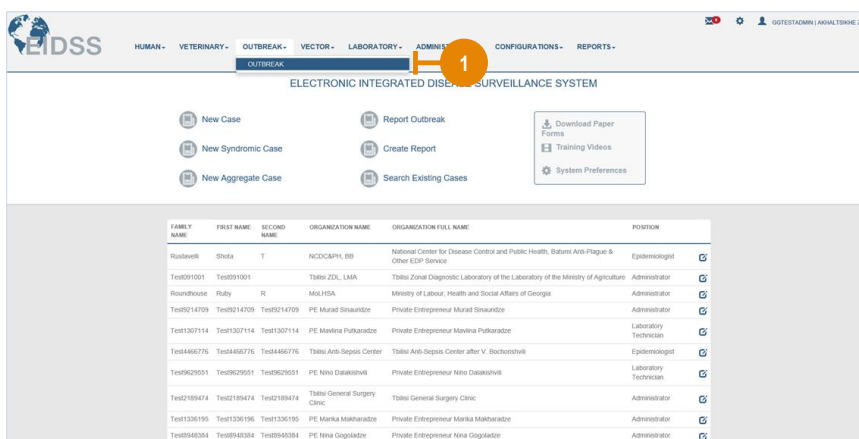 GGTESTADMIN | AKHALTSIKHE Z
EIDSS
HUMAN VETERINARY OUTBREAK VECTOR LABORATORY ADMINIST CONFIGURATIONS REPORTS
OUTBREAK
1
ELECTRONIC INTEGRATED DISEASE SURVEILLANCE SYSTEM
New Case
Report Outbreak
Download Paper
Forms
New Syndromic Case
Create Report
Training Videos
New Aggregate Case
Search Existing Cases
System Preferences
FAMILY NAME FIRST NAME SECOND NAME ORGANIZATION NAME ORGANIZATION FULL NAME POSITION
Rustavelli Shota T NCDC&PH, BB National Center for Disease Control and Public Health, Batumi Anti-Plague & Other EDP Service Epidemiologist
Test091001 Test091001 Tbilisi ZDL, LMA Tbilisi Zonal Diagnostic Laboratory of the Laboratory of the Ministry of Agriculture Administrator
Roundhouse Ruby R MoLHSA Ministry of Labour, Health and Social Affairs of Georgia Administrator
Test9214709 Test9214709 Test9214709 PE Murad Sinauridze Private Entrepreneur Murad Sinauridze Administrator
Test1307114 Test1307114 Test1307114 PE Mavlina Putkaradze Private Entrepreneur Mavlina Putkaradze Laboratory Technician
Test4466776 Test4466776 Test4466776 Tbilisi Anti-Sepsis Center Tbilisi Anti-Sepsis Center after V. Bochorishvili Epidemiologist
Test9629551 Test9629551 Test9629551 PE Nino Dalakishvili Private Entrepreneur Nino Dalakishvili Laboratory Technician
Test2189474 Test2189474 Test2189474 Tbilisi General Surgery Clinic Tbilisi General Surgery Clinic Administrator
Test1336195 Test1336196 Test1336195 PE Marika Makharadze Private Entrepreneur Marika Makharadze Administrator
Test8948384 Test8948384 Test8948384 PE Nina Gogoladze Private Entrepreneur Nina Gogoladze Administrator